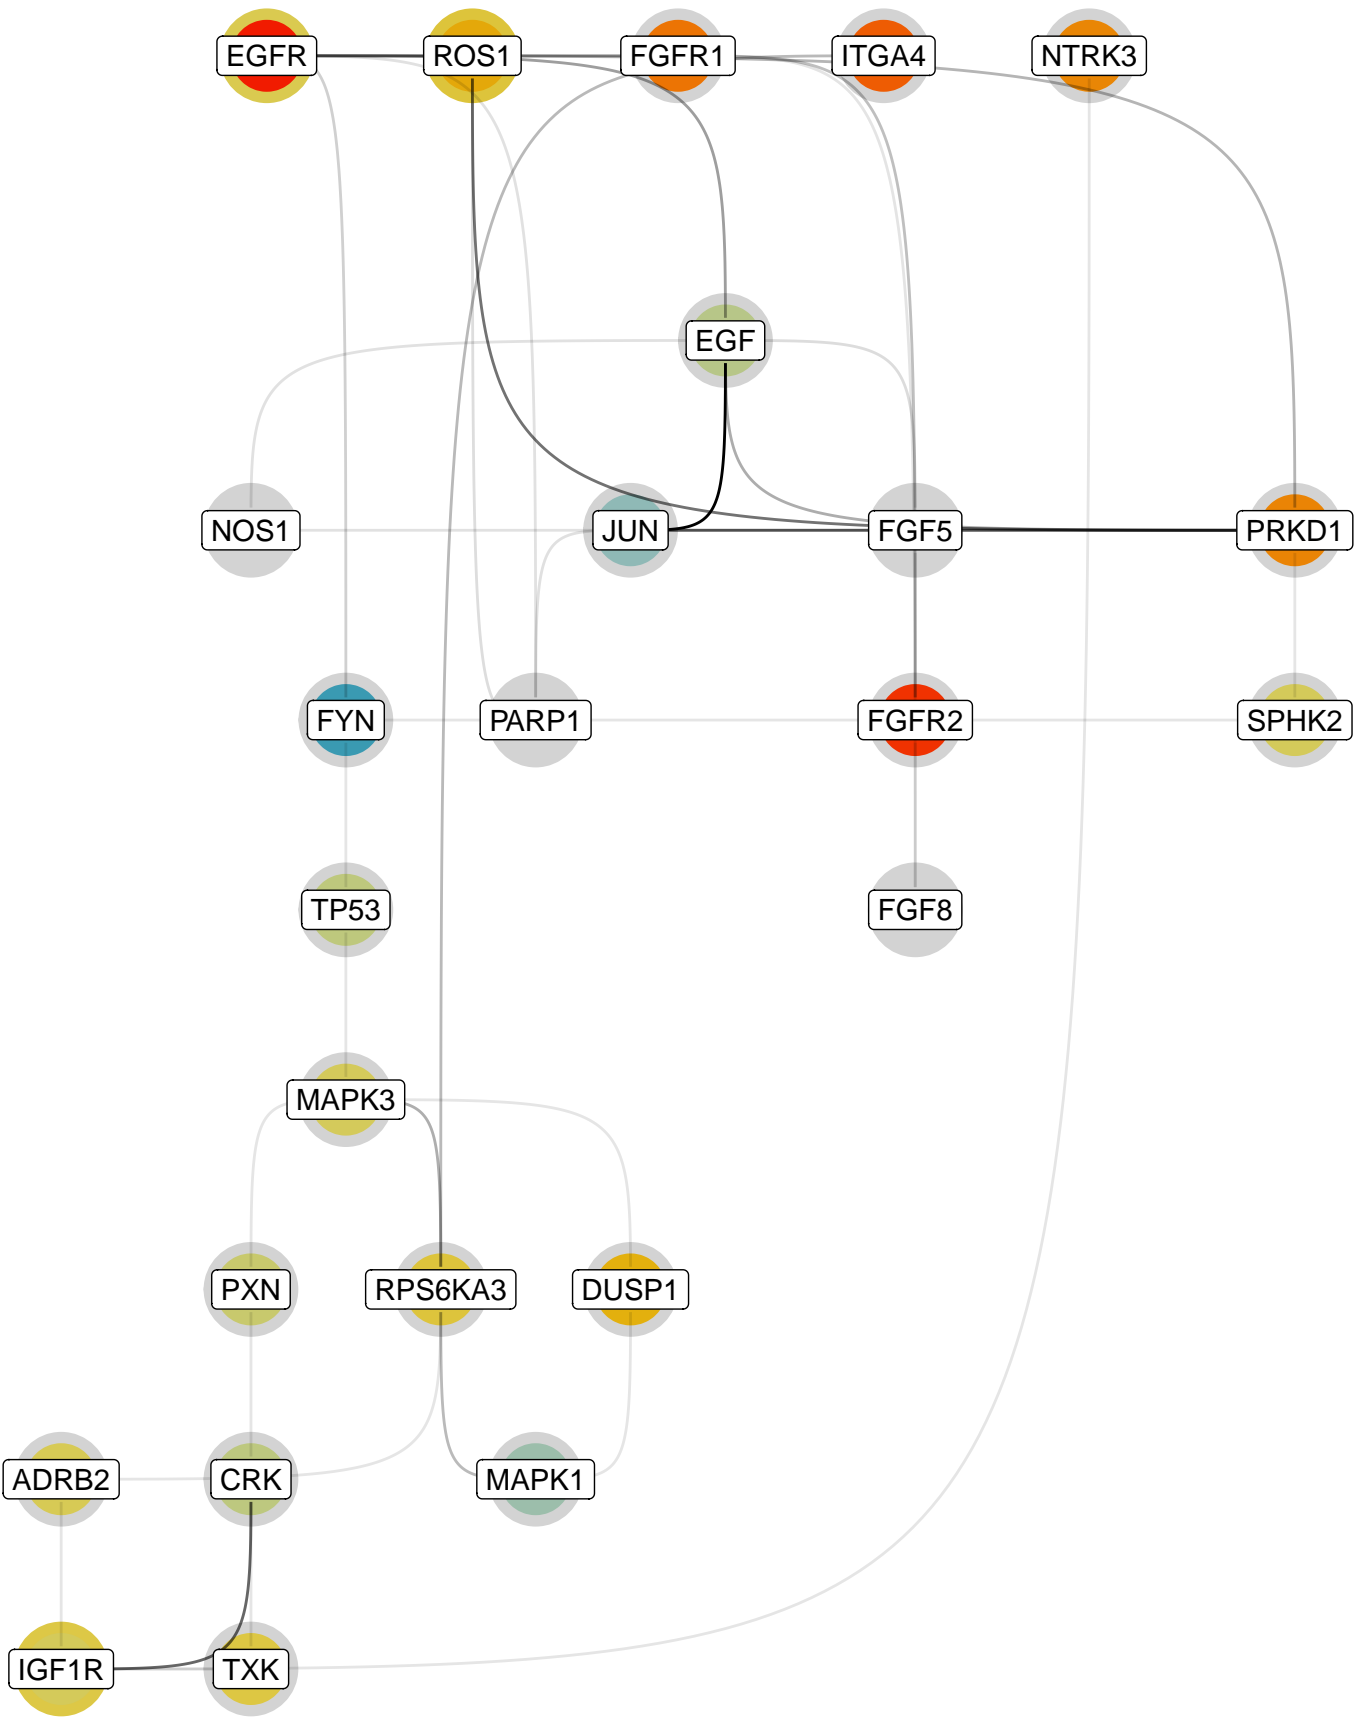 EGFR
ROS1
FGFR1
ITGA4
NTRK3
EGF
NOS1
JUN
FGF5
PRKD1
FYN
PARP1
FGFR2
SPHK2
TP53
FGF8
MAPK3
PXN
RPS6KA3
DUSP1
ADRB2
CRK
MAPK1
IGF1R
TXK